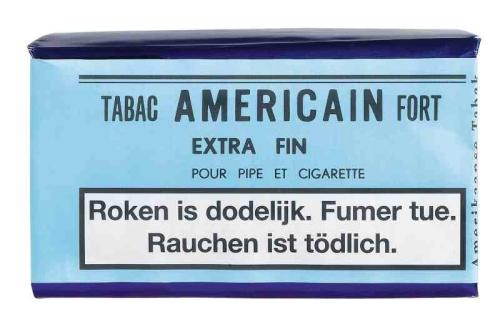 TABAC AMERICAIN FORT
EXTRA FIN
POUR PIPE ET CIGARETTE
Roken is dodelijk. Fumer tue.
Rauchen ist tödlich.
Amerikaanse Tabak